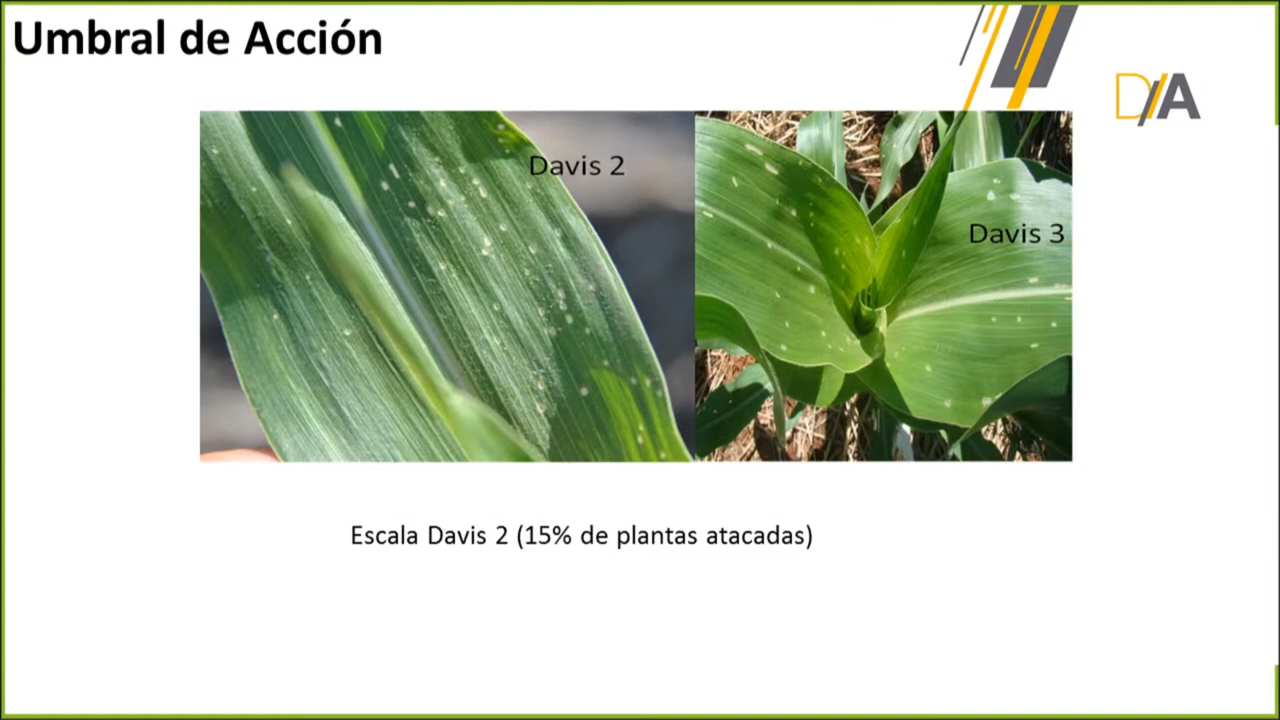 Umbral de Acción
D/A
Davis 2
Davis 3
Escala Davis 2 (15% de plantas atacadas)